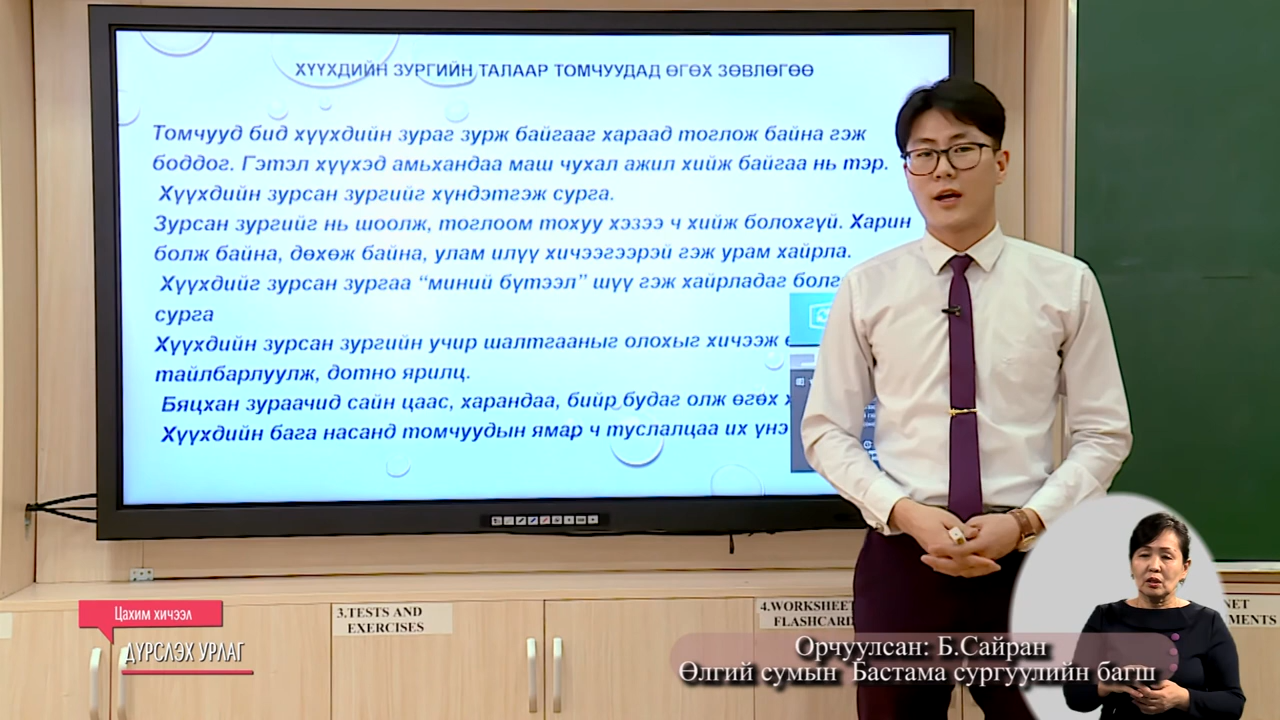 ХҮҮХДИЙН ЗУРГИЙН ТАЛААР ТОМЧУУДАД ӨГӨХ ЗӨВЛӨГӨӨ
Томчууд бид хүүхдийн зураг зурж байгааг хараад тоглож байна гэж
боддог. Гэтэл хүүхэд амьхандаа маш чухал ажил хийж байгаа нь тэр.
Хүүхдийн зурсан зургийг хүндэтгэж сурга.
Зурсан зургийг нь шоолж, тоглоом тохуу хэзээ ч хийж болохгүй. Харин
болж байна, дөхөж байна, улам илүү хичээгээрэй гэж урам хайрла.
Хүүхдийг зурсан зургаа “миний бүтээл” шүү гэж хайрладаг
сурга
Хүүхдийн зурсан зургийн учир шалтгааныг олохыг хичээж
тайлбарлуулж, дотно ярилц.
Бяцхан зураачид сайн цаас, харандаа, бийр будаг олж өгөх
Хүүхдийн бага насанд томчуудын ямар ч туслалцаа их
3.TESTS AND
EXERCISES
4.WORKSHEET
FLASHCARD
Цахим хичээл
ДҮРСЛЭХ УРЛАГ
Орчуулсан: Б.Сайран
Өлгий сумын Бастама сургуулийн багш